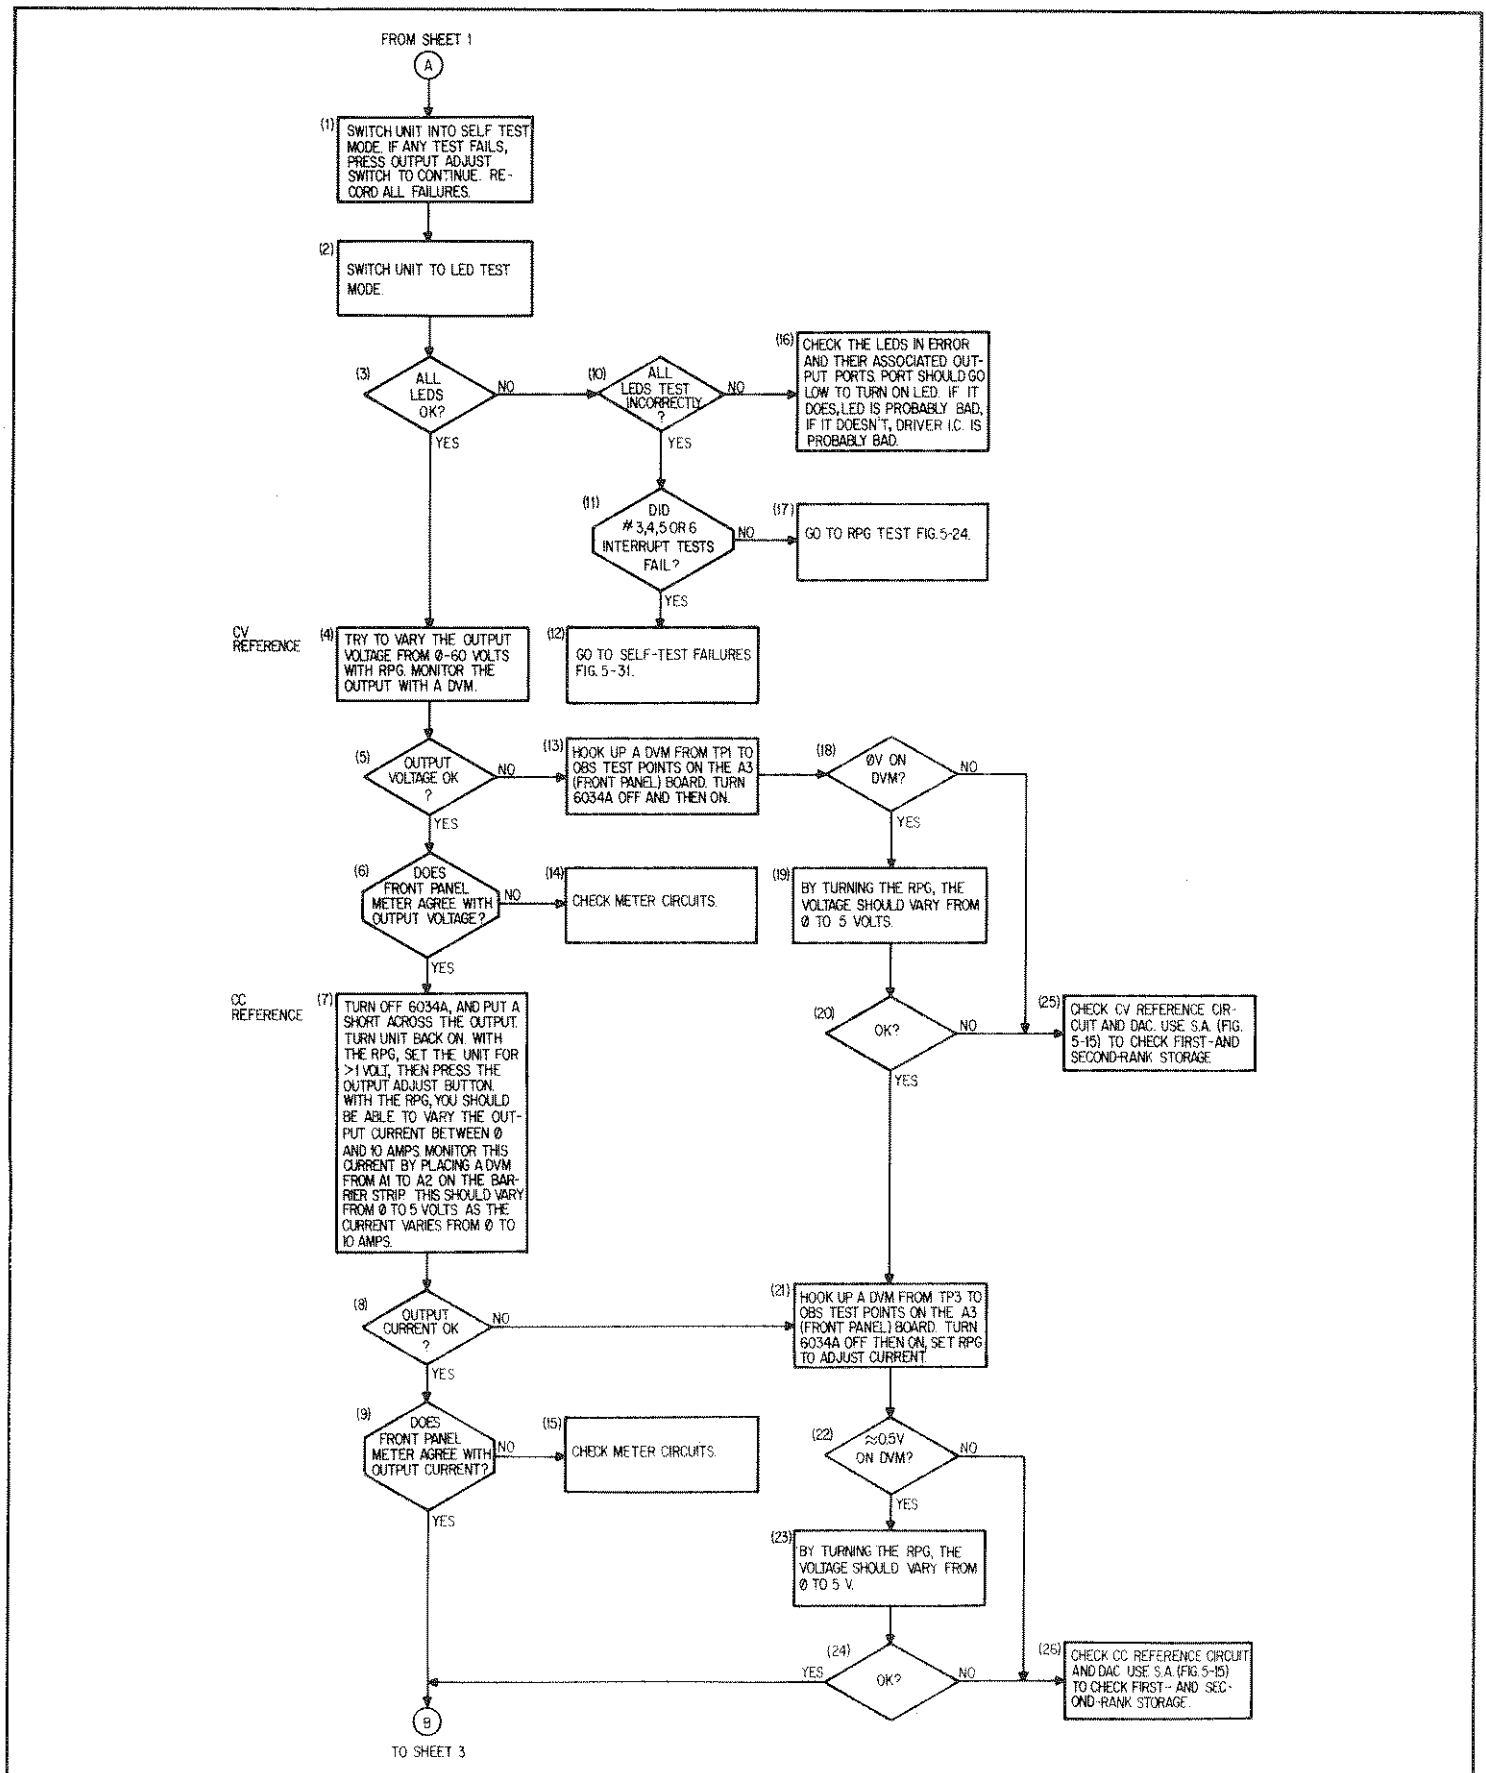 FROM SHEET 1
A
(1)
SWITCH UNIT INTO SELF TEST
MODE. IF ANY TEST FAILS,
PRESS OUTPUT ADJUST
SWITCH TO CONTINUE. RE-
CORD ALL FAILURES.
(2)
SWITCH UNIT TO LED TEST
MODE.
(3)
ALL
LEDS
OK?
NO
YES
(10)
ALL
LEDS TEST
INCORRECTLY
?
NO
YES
(16)
CHECK THE LEDS IN ERROR
AND THEIR ASSOCIATED OUT-
PUT PORTS. PORT SHOULD GO
LOW TO TURN ON LED. IF IT
DOES, LED IS PROBABLY BAD,
IF IT DOESN'T, DRIVER I.C. IS
PROBABLY BAD.
(11)
DID
#3,4,5 OR 6
INTERRUPT TESTS
FAIL?
NO
YES
(17)
GO TO RPG TEST FIG. 5-24.
CV
REFERENCE
(4)
TRY TO VARY THE OUTPUT
VOLTAGE FROM 0-60 VOLTS
WITH RPG. MONITOR THE
OUTPUT WITH A DVM.
(12)
GO TO SELF-TEST FAILURES
FIG. 5-31.
(5)
OUTPUT
VOLTAGE OK
?
NO
YES
(13)
HOOK UP A DVM FROM TP1 TO
OBS TEST POINTS ON THE A3
(FRONT PANEL) BOARD. TURN
6034A OFF AND THEN ON.
(18)
0V ON
DVM?
NO
YES
(6)
DOES
FRONT PANEL
METER AGREE WITH
OUTPUT VOLTAGE?
NO
YES
(14)
CHECK METER CIRCUITS.
(19)
BY TURNING THE RPG, THE
VOLTAGE SHOULD VARY FROM
0 TO 5 VOLTS.
CC
REFERENCE
(7)
TURN OFF 6034A, AND PUT A
SHORT ACROSS THE OUTPUT.
TURN UNIT BACK ON. WITH
THE RPG, SET THE UNIT FOR
>1 VOLT, THEN PRESS THE
OUTPUT ADJUST BUTTON.
WITH THE RPG, YOU SHOULD
BE ABLE TO VARY THE OUT-
PUT CURRENT BETWEEN 0
AND 10 AMPS. MONITOR THIS
CURRENT BY PLACING A DVM
FROM A1 TO A2 ON THE BAR-
RIER STRIP. THIS SHOULD VARY
FROM 0 TO 5 VOLTS AS THE
CURRENT VARIES FROM 0 TO
10 AMPS.
(20)
OK?
NO
YES
(25)
CHECK CV REFERENCE CIR-
CUIT AND DAC. USE S.A. (FIG.
5-15) TO CHECK FIRST-AND
SECOND-RANK STORAGE.
(8)
OUTPUT
CURRENT OK
?
NO
YES
(21)
HOOK UP A DVM FROM TP3 TO
OBS TEST POINTS ON THE A3
(FRONT PANEL) BOARD. TURN
6034A OFF THEN ON, SET RPG
TO ADJUST CURRENT.
(9)
DOES
FRONT PANEL
METER AGREE WITH
OUTPUT CURRENT?
NO
YES
(15)
CHECK METER CIRCUITS.
(22)
≈0.5V
ON DVM?
NO
YES
(23)
BY TURNING THE RPG, THE
VOLTAGE SHOULD VARY FROM
0 TO 5 V.
(24)
OK?
YES
NO
(26)
CHECK CC REFERENCE CIRCUIT
AND DAC. USE S.A. (FIG. 5-15)
TO CHECK FIRST- AND SEC-
OND-RANK STORAGE.
B
TO SHEET 3